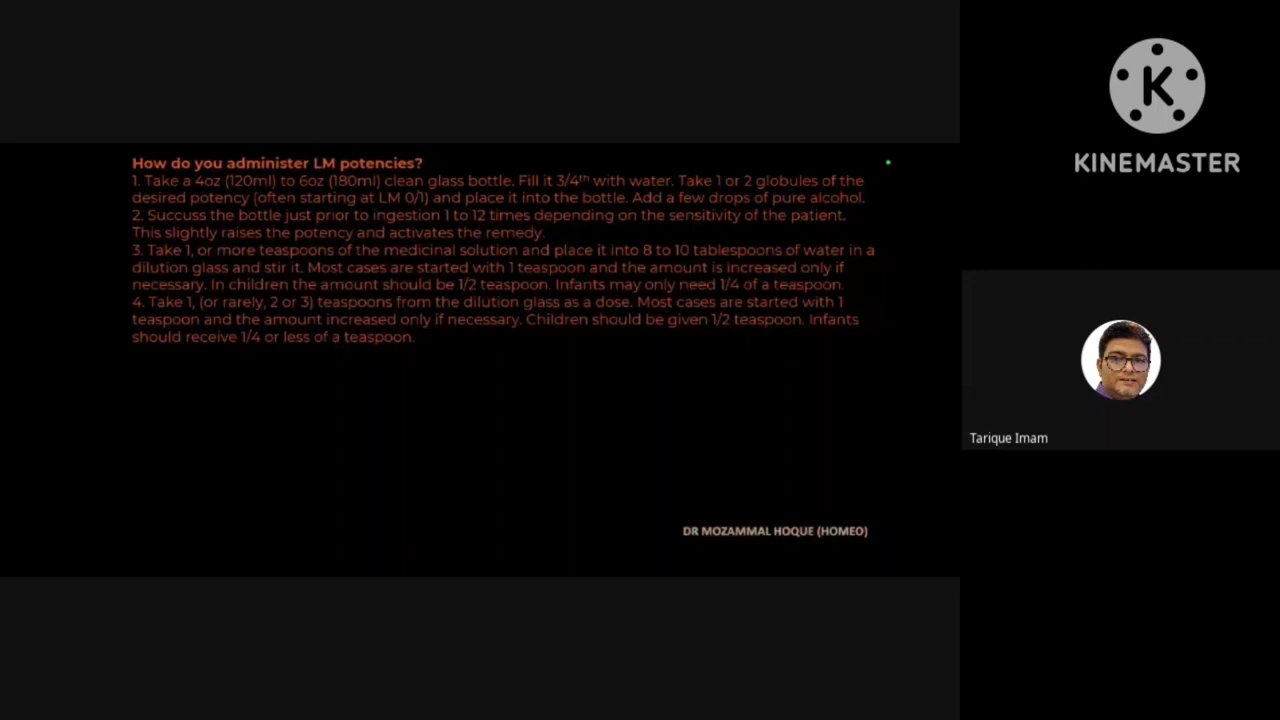 How do you administer LM potencies?
1. Take a 4oz (120ml) to 6oz (180ml) clean glass bottle. Fill it 3/4ᵗʰ with water. Take 1 or 2 globules of the
desired potency (often starting at LM 0/1) and place it into the bottle. Add a few drops of pure alcohol.
2. Succuss the bottle just prior to ingestion 1 to 12 times depending on the sensitivity of the patient.
This slightly raises the potency and activates the remedy.
3. Take 1, or more teaspoons of the medicinal solution and place it into 8 to 10 tablespoons of water in a
dilution glass and stir it. Most cases are started with 1 teaspoon and the amount is increased only if
necessary. In children the amount should be 1/2 teaspoon. Infants may only need 1/4 of a teaspoon.
4. Take 1, (or rarely, 2 or 3) teaspoons from the dilution glass as a dose. Most cases are started with 1
teaspoon and the amount increased only if necessary. Children should be given 1/2 teaspoon. Infants
should receive 1/4 or less of a teaspoon.
DR MOZAMMAL HOQUE (HOMEO)
K
KINEMASTER
Tarique Imam